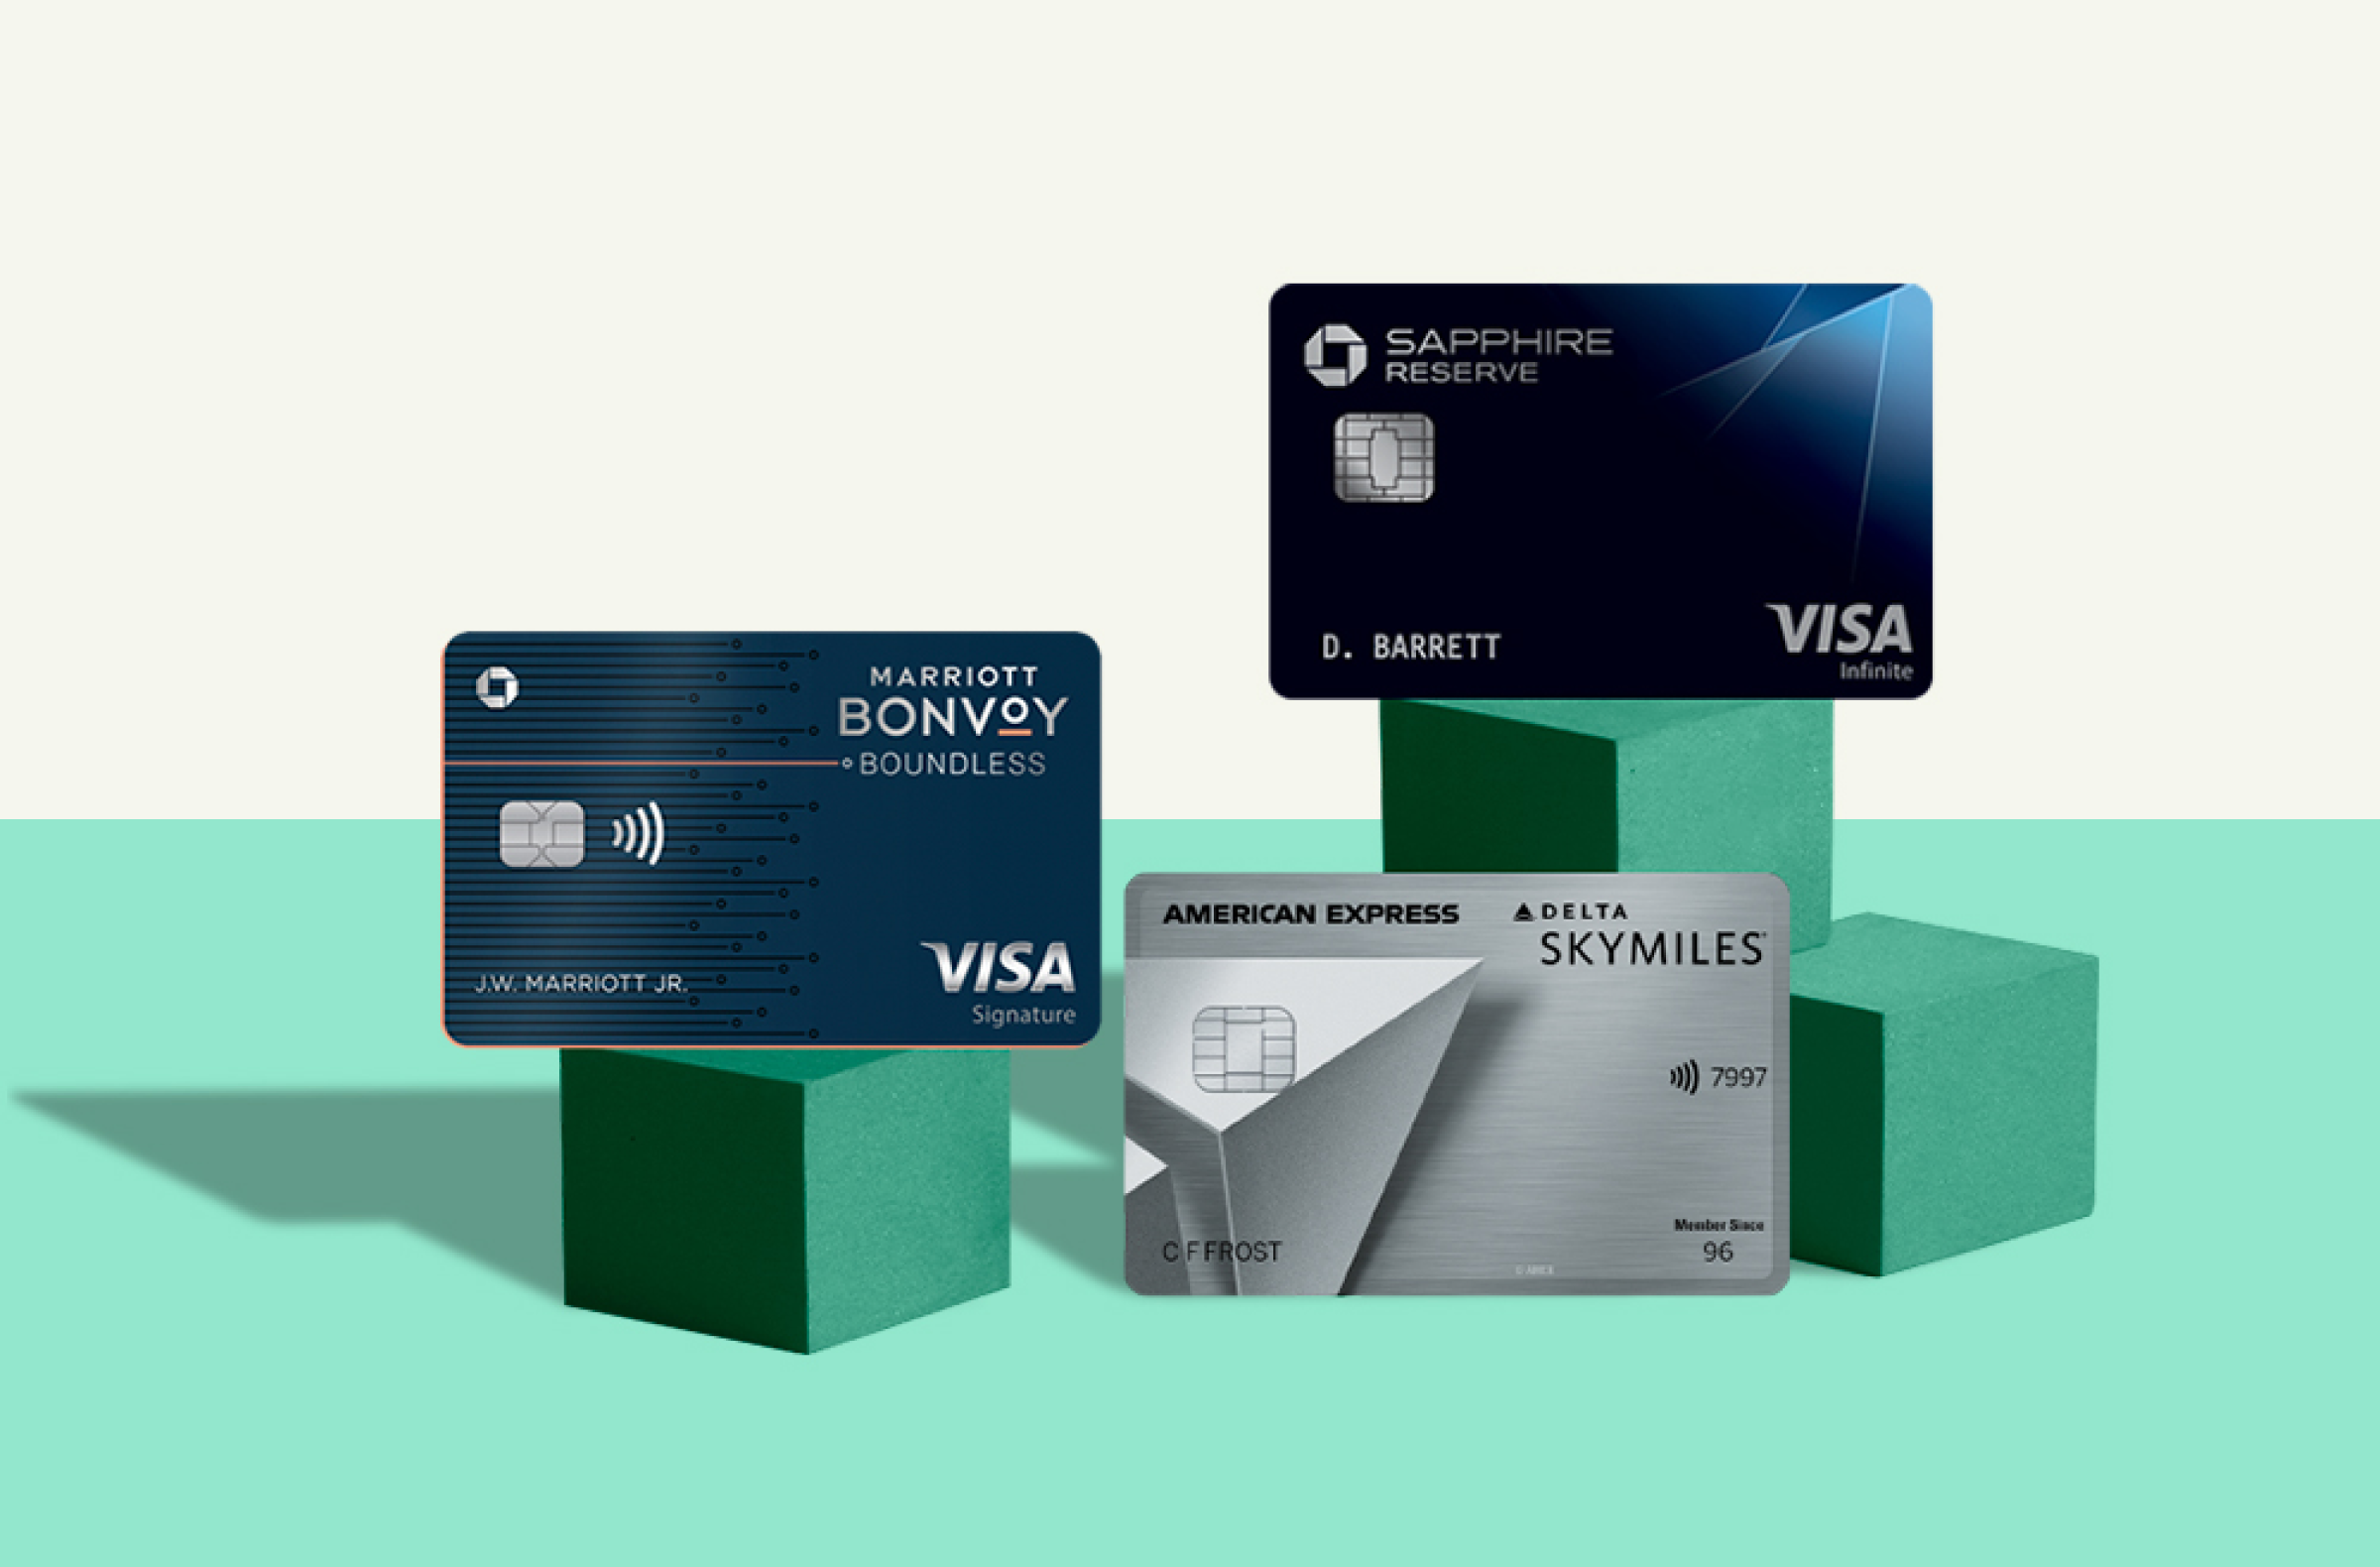 SAPPHIRE
RESERVE
D. BARRETT
VISA
Infinite
MARRIOTT
BONVOY
BOUNDLESS
J.W. MARRIOTT JR.
VISA
Signature
AMERICAN EXPRESS
DELTA
SKYMILES
7997
Member Since
96
C F FROST